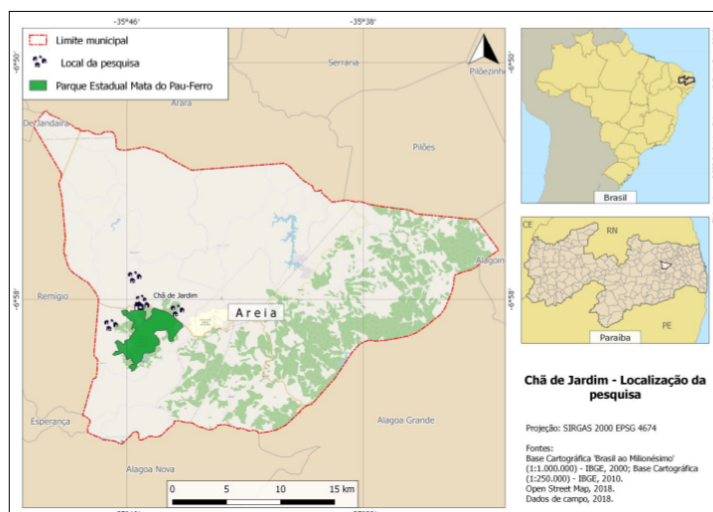 -35°46'
-35°38'
Limite municipal
Local da pesquisa
Parque Estadual Mata do Pau-Ferro
-6°50'
-6°50'
Serraria
Pilõezinho
Arara
De Jandaíra
Pilões
Alagoin
Remígio
-6°58'
-6°58'
Chã de Jardim
Areia
Esperança
Alagoa Grande
Alagoa Nova
0 5 10 15 km
Brasil
CE
RN
PE
Paraíba
Chã de Jardim - Localização da
pesquisa
Projeção: SIRGAS 2000 EPSG 4674
Fontes:
Base Cartográfica 'Brasil ao Milionésimo'
(1:1.000.000) - IBGE, 2000; Base Cartográfica
(1:250.000) - IBGE, 2010.
Open Street Map, 2018.
Dados de campo, 2018.